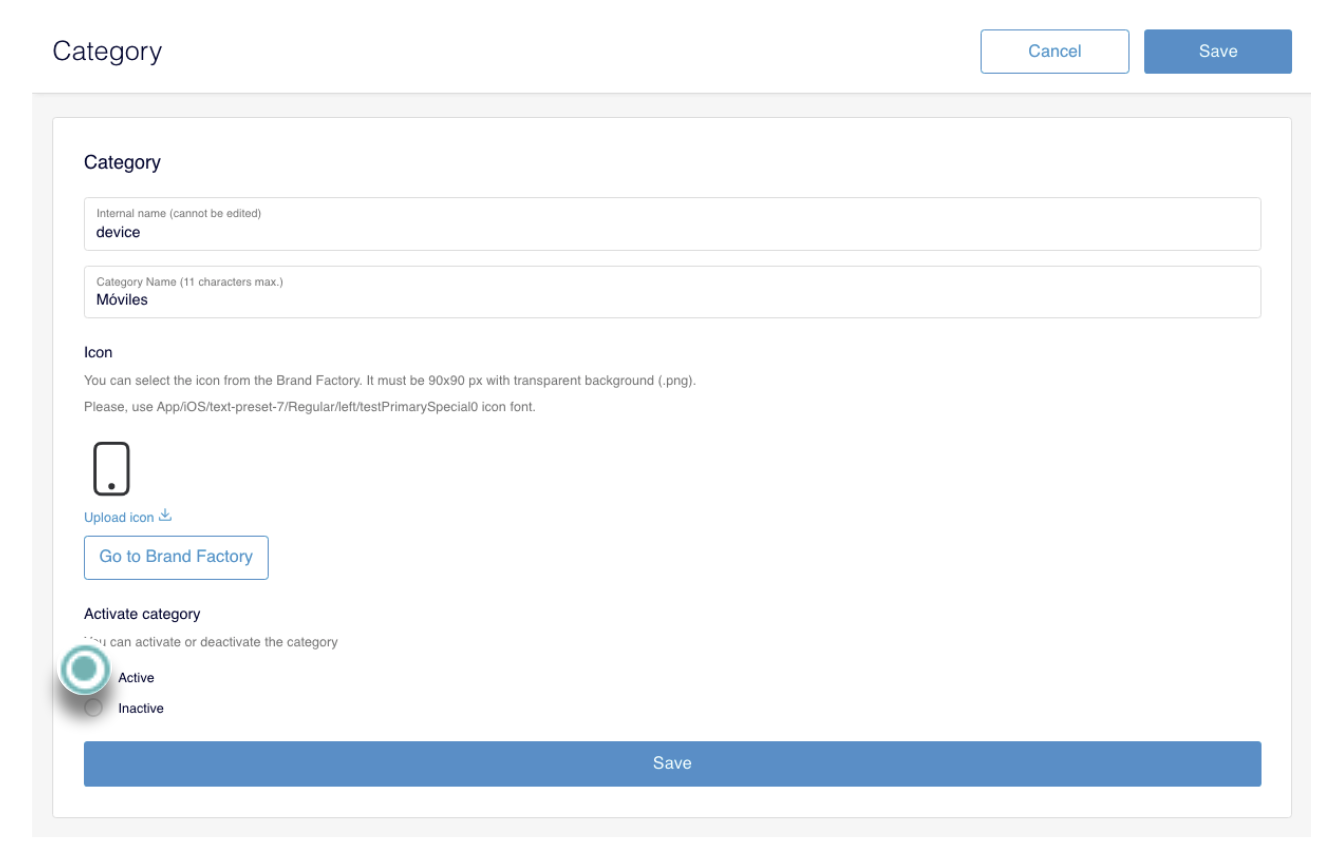 Category
Cancel
Save
Category
Internal name (cannot be edited)
device
Category Name (11 characters max.)
Móviles
Icon
You can select the icon from the Brand Factory. It must be 90x90 px with transparent background (.png).
Please, use App/iOS/text-preset-7/Regular/left/testPrimarySpecial0 icon font.
Upload icon
Go to Brand Factory
Activate category
can activate or deactivate the category
Active
Inactive
Save